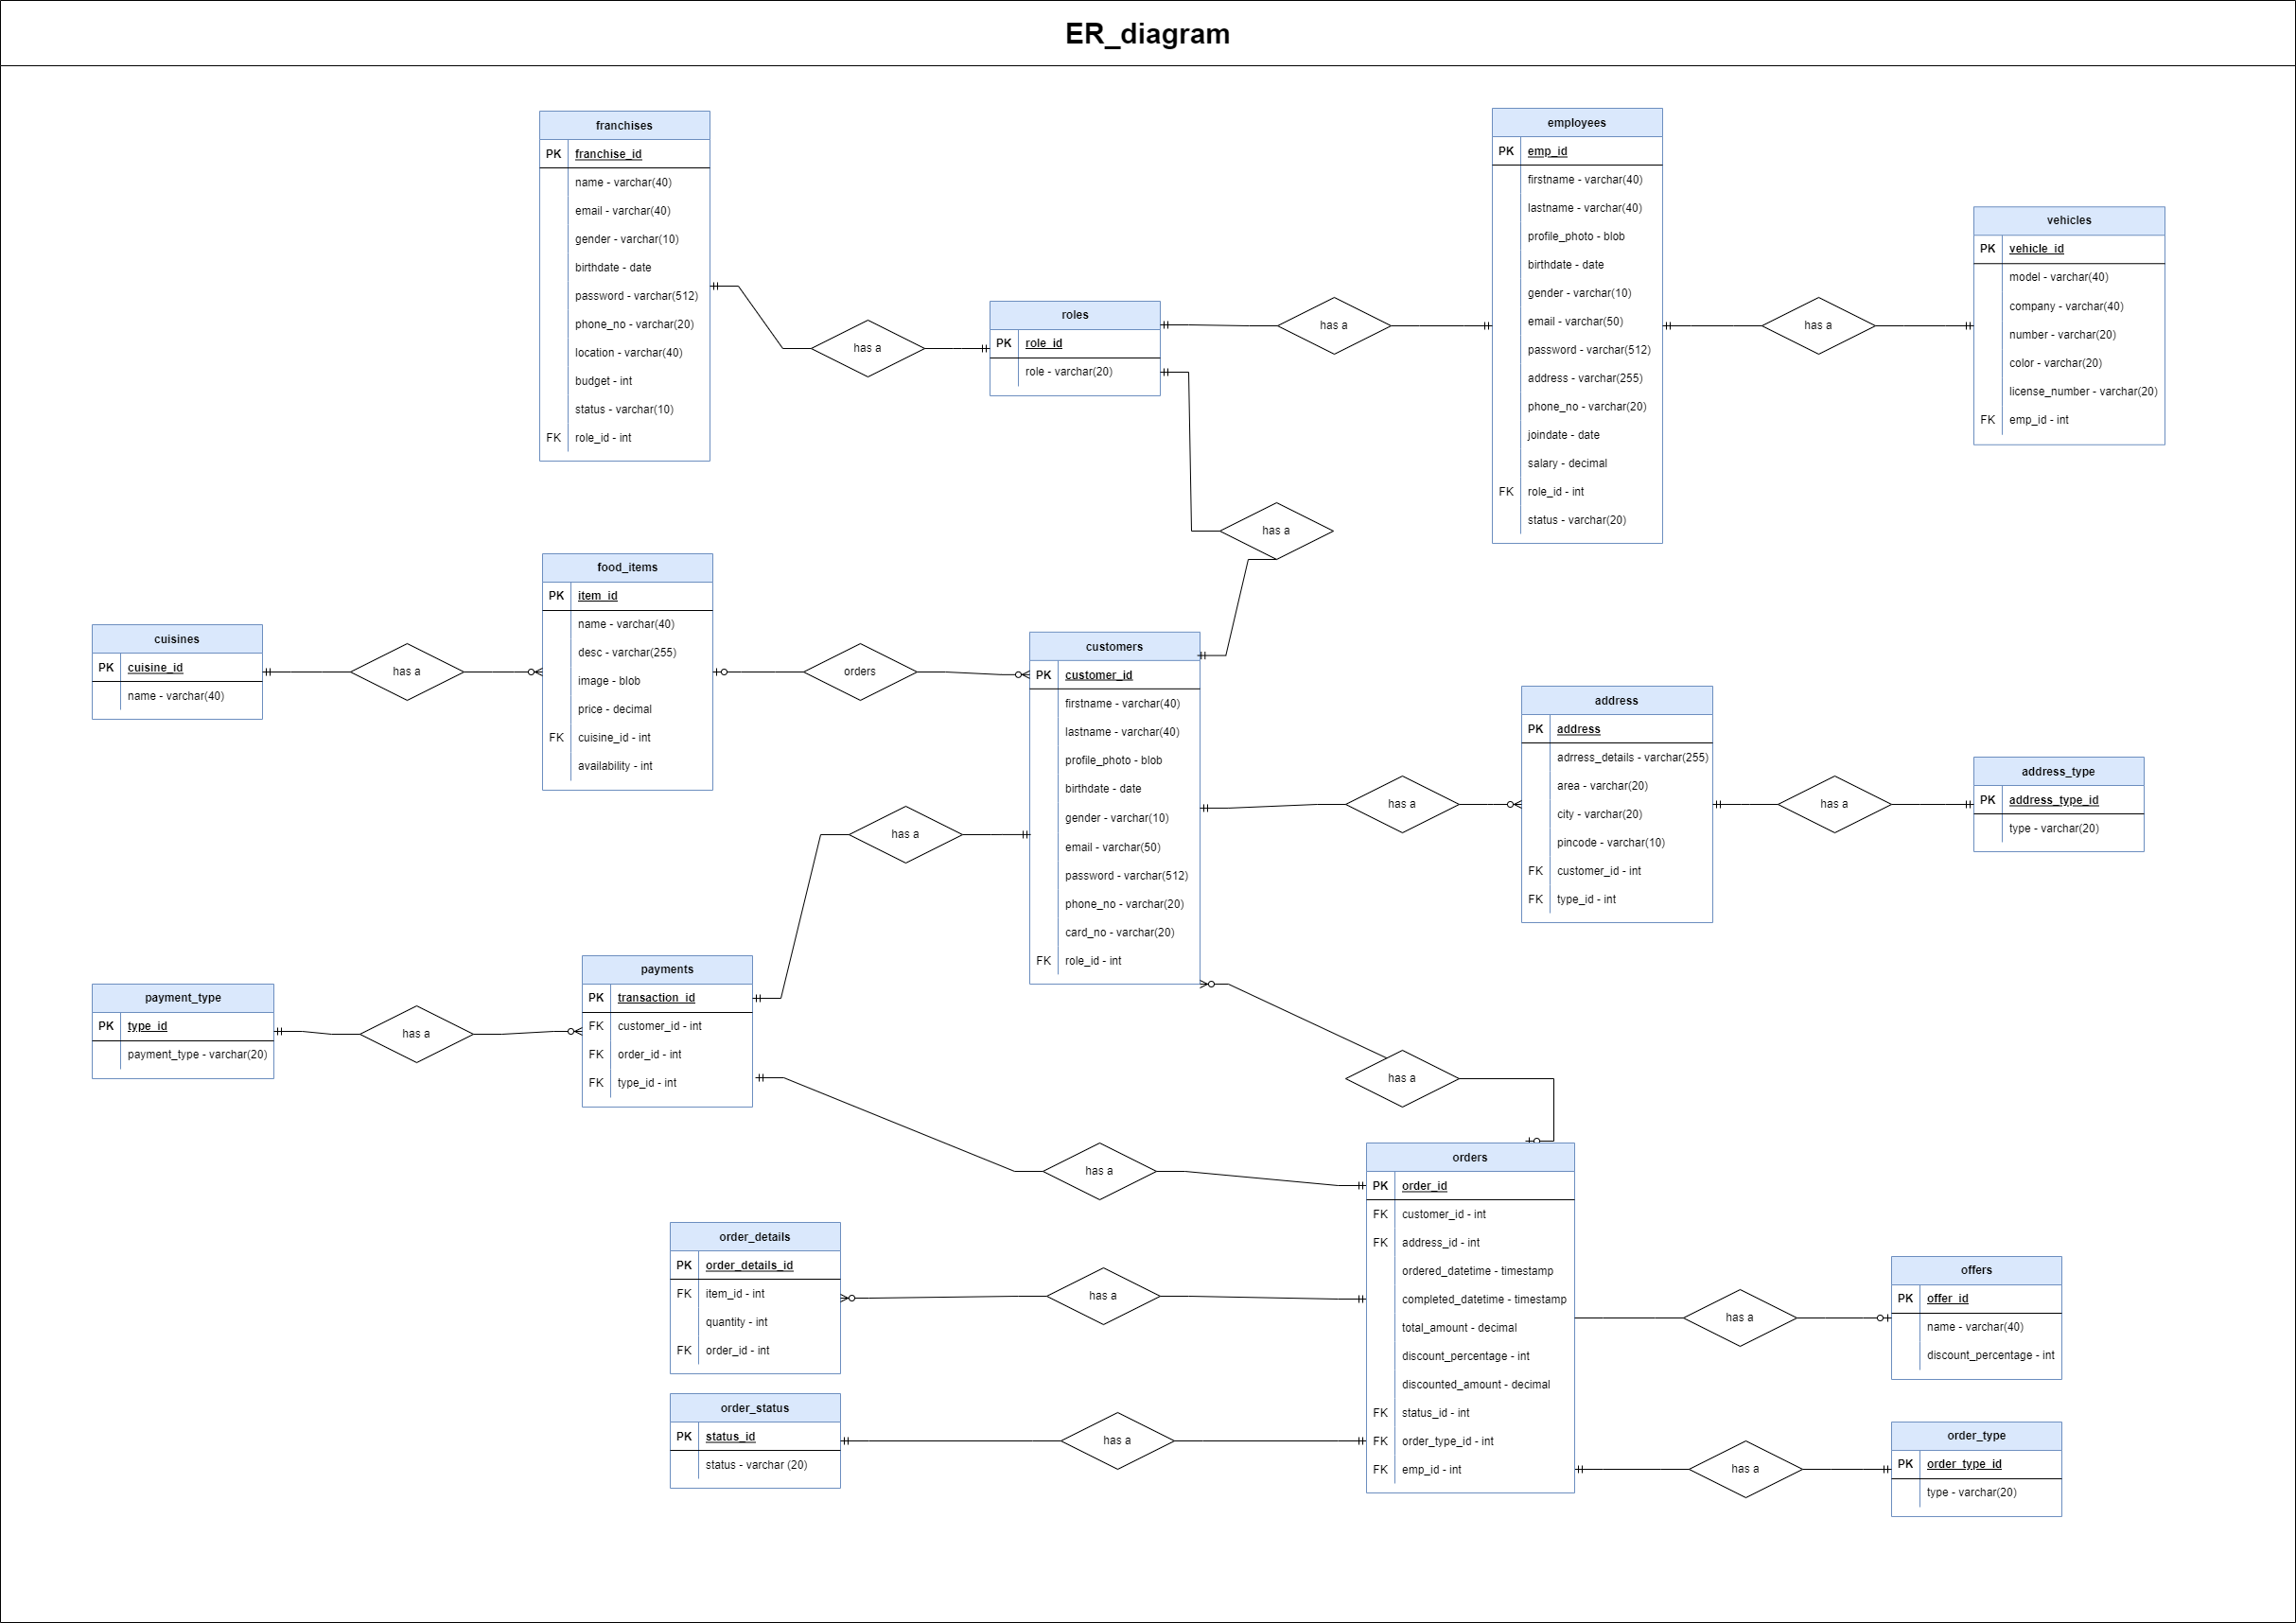 ER_diagram
franchises
PK franchise_id
name - varchar(40)
email - varchar(40)
gender - varchar(10)
birthdate - date
password - varchar(512)
phone_no - varchar(20)
location - varchar(40)
budget - int
status - varchar(10)
FK role_id - int
has a
roles
PK role_id
role - varchar(20)
has a
employees
PK emp_id
firstname - varchar(40)
lastname - varchar(40)
profile_photo - blob
birthdate - date
gender - varchar(10)
email - varchar(50)
password - varchar(512)
address - varchar(255)
phone_no - varchar(20)
joindate - date
salary - decimal
FK role_id - int
status - varchar(20)
has a
vehicles
PK vehicle_id
model - varchar(40)
company - varchar(40)
number - varchar(20)
color - varchar(20)
license_number - varchar(20)
FK emp_id - int
has a
cuisines
PK cuisine_id
name - varchar(40)
has a
food_items
PK item_id
name - varchar(40)
desc - varchar(255)
image - blob
price - decimal
FK cuisine_id - int
availability - int
orders
customers
PK customer_id
firstname - varchar(40)
lastname - varchar(40)
profile_photo - blob
birthdate - date
gender - varchar(10)
email - varchar(50)
password - varchar(512)
phone_no - varchar(20)
card_no - varchar(20)
FK role_id - int
has a
address
PK address
adrress_details - varchar(255)
area - varchar(20)
city - varchar(20)
pincode - varchar(10)
FK customer_id - int
FK type_id - int
has a
address_type
PK address_type_id
type - varchar(20)
has a
payment_type
PK type_id
payment_type - varchar(20)
has a
payments
PK transaction_id
FK customer_id - int
FK order_id - int
FK type_id - int
has a
has a
orders
PK order_id
FK customer_id - int
FK address_id - int
ordered_datetime - timestamp
completed_datetime - timestamp
total_amount - decimal
discount_percentage - int
discounted_amount - decimal
FK status_id - int
FK order_type_id - int
FK emp_id - int
order_details
PK order_details_id
FK item_id - int
quantity - int
FK order_id - int
has a
order_status
PK status_id
status - varchar (20)
has a
has a
offers
PK offer_id
name - varchar(40)
discount_percentage - int
has a
order_type
PK order_type_id
type - varchar(20)